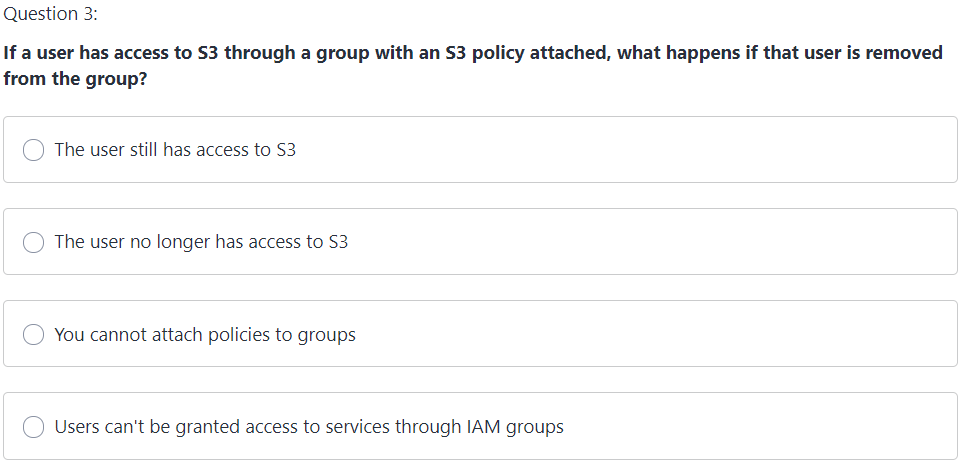 Question 3:
If a user has access to S3 through a group with an S3 policy attached, what happens if that user is removed
from the group?
The user still has access to S3
The user no longer has access to S3
You cannot attach policies to groups
Users can't be granted access to services through IAM groups